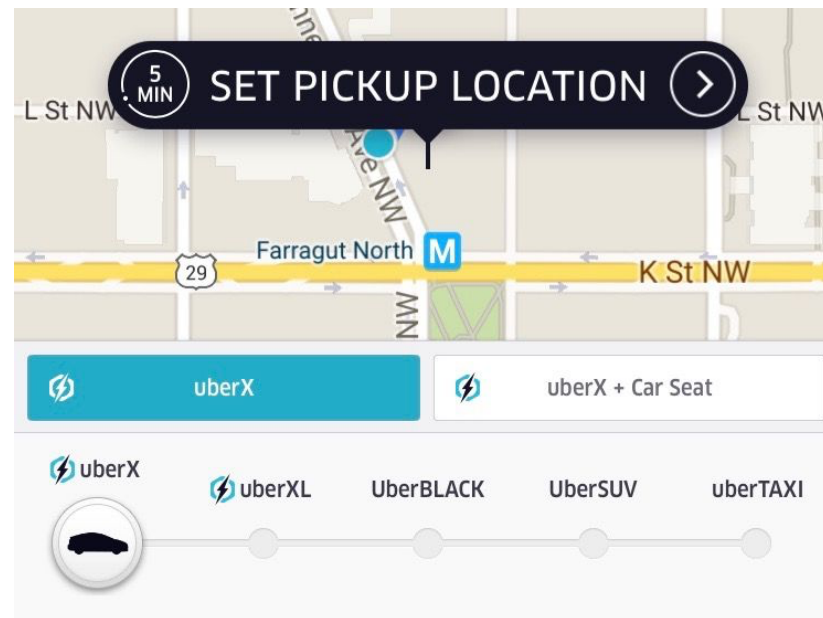 5
MIN
SET PICKUP LOCATION
L St NW
L St NW
Ave NW
Farragut North M
29
K St NW
NW
uberX
uberX + Car Seat
uberX
uberXL
UberBLACK
UberSUV
uberTAXI